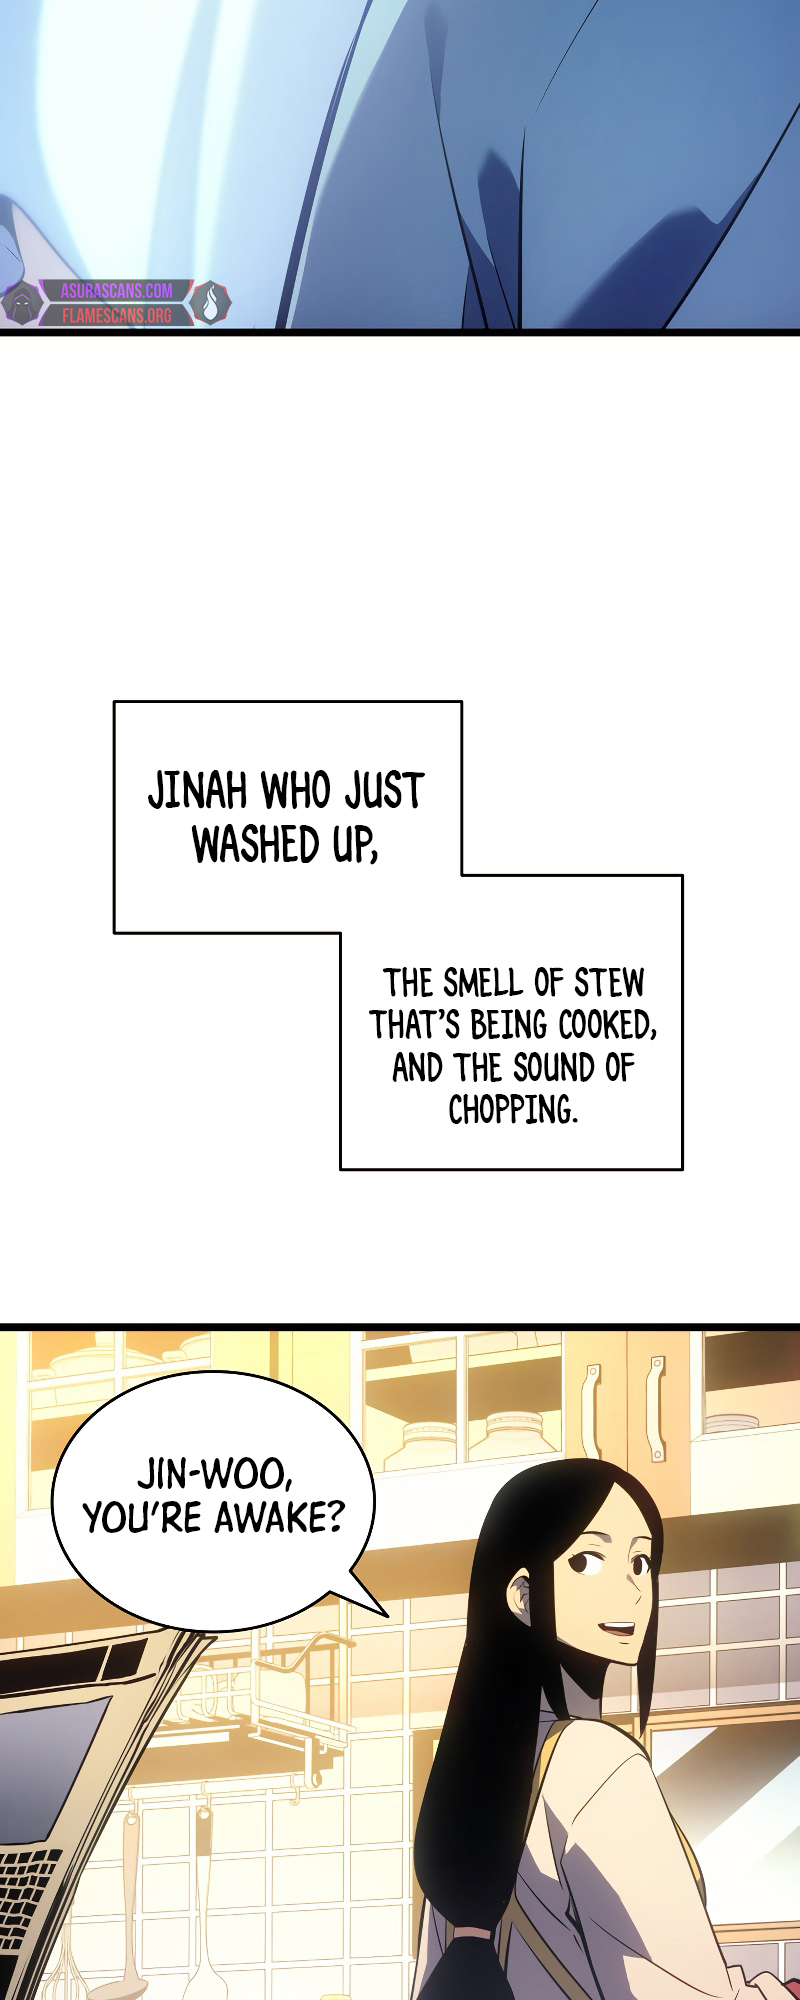 ASURASCANS.COM
FLAMESCANS.ORG
JINAH WHO JUST
WASHED UP,
THE SMELL OF STEW
THAT'S BEING COOKED,
AND THE SOUND OF
CHOPPING.
JIN-WOO,
YOU'RE AWAKE?